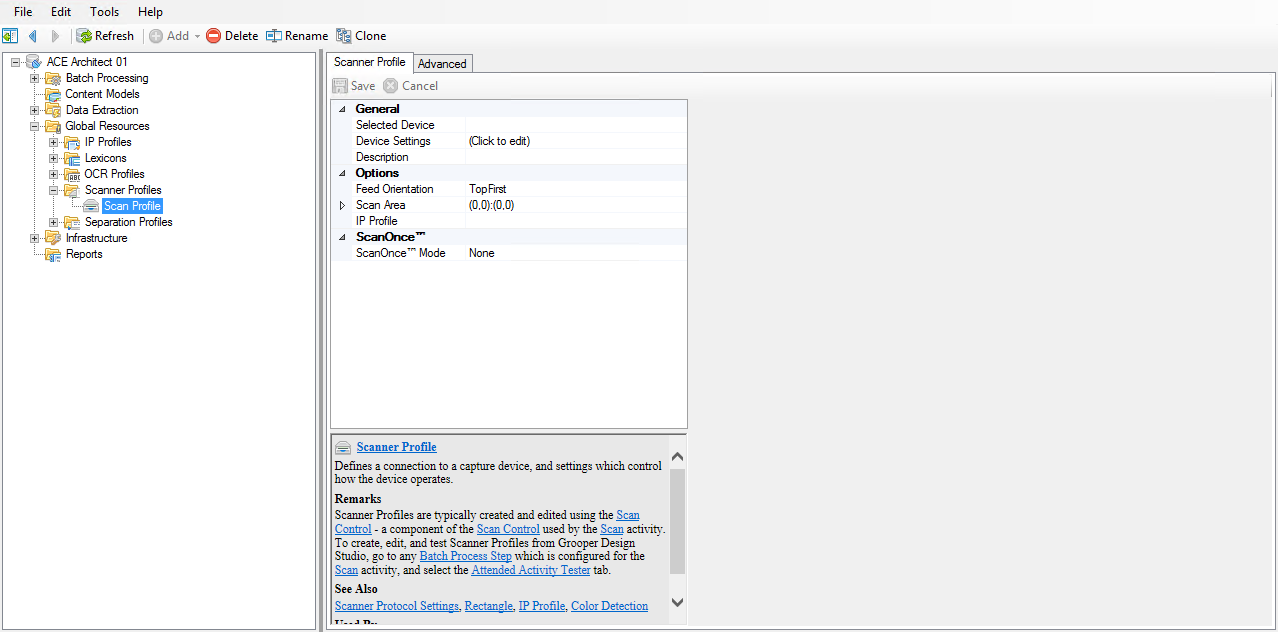 File Edit Tools Help
Refresh Add Delete Rename Clone
ACE Architect 01
Batch Processing
Content Models
Data Extraction
Global Resources
IP Profiles
Lexicons
OCR Profiles
Scanner Profiles
Scan Profile
Separation Profiles
Infrastructure
Reports
Scanner Profile Advanced
Save Cancel
General
Selected Device
Device Settings (Click to edit)
Description
Options
Feed Orientation TopFirst
Scan Area (0,0):(0,0)
IP Profile
ScanOnce™
ScanOnce™ Mode None
Scanner Profile
Defines a connection to a capture device, and settings which control
how the device operates.
Remarks
Scanner Profiles are typically created and edited using the Scan
Control - a component of the Scan Control used by the Scan activity.
To create, edit, and test Scanner Profiles from Grooper Design
Studio, go to any Batch Process Step which is configured for the
Scan activity, and select the Attended Activity Tester tab.
See Also
Scanner Protocol Settings, Rectangle, IP Profile, Color Detection
Used By